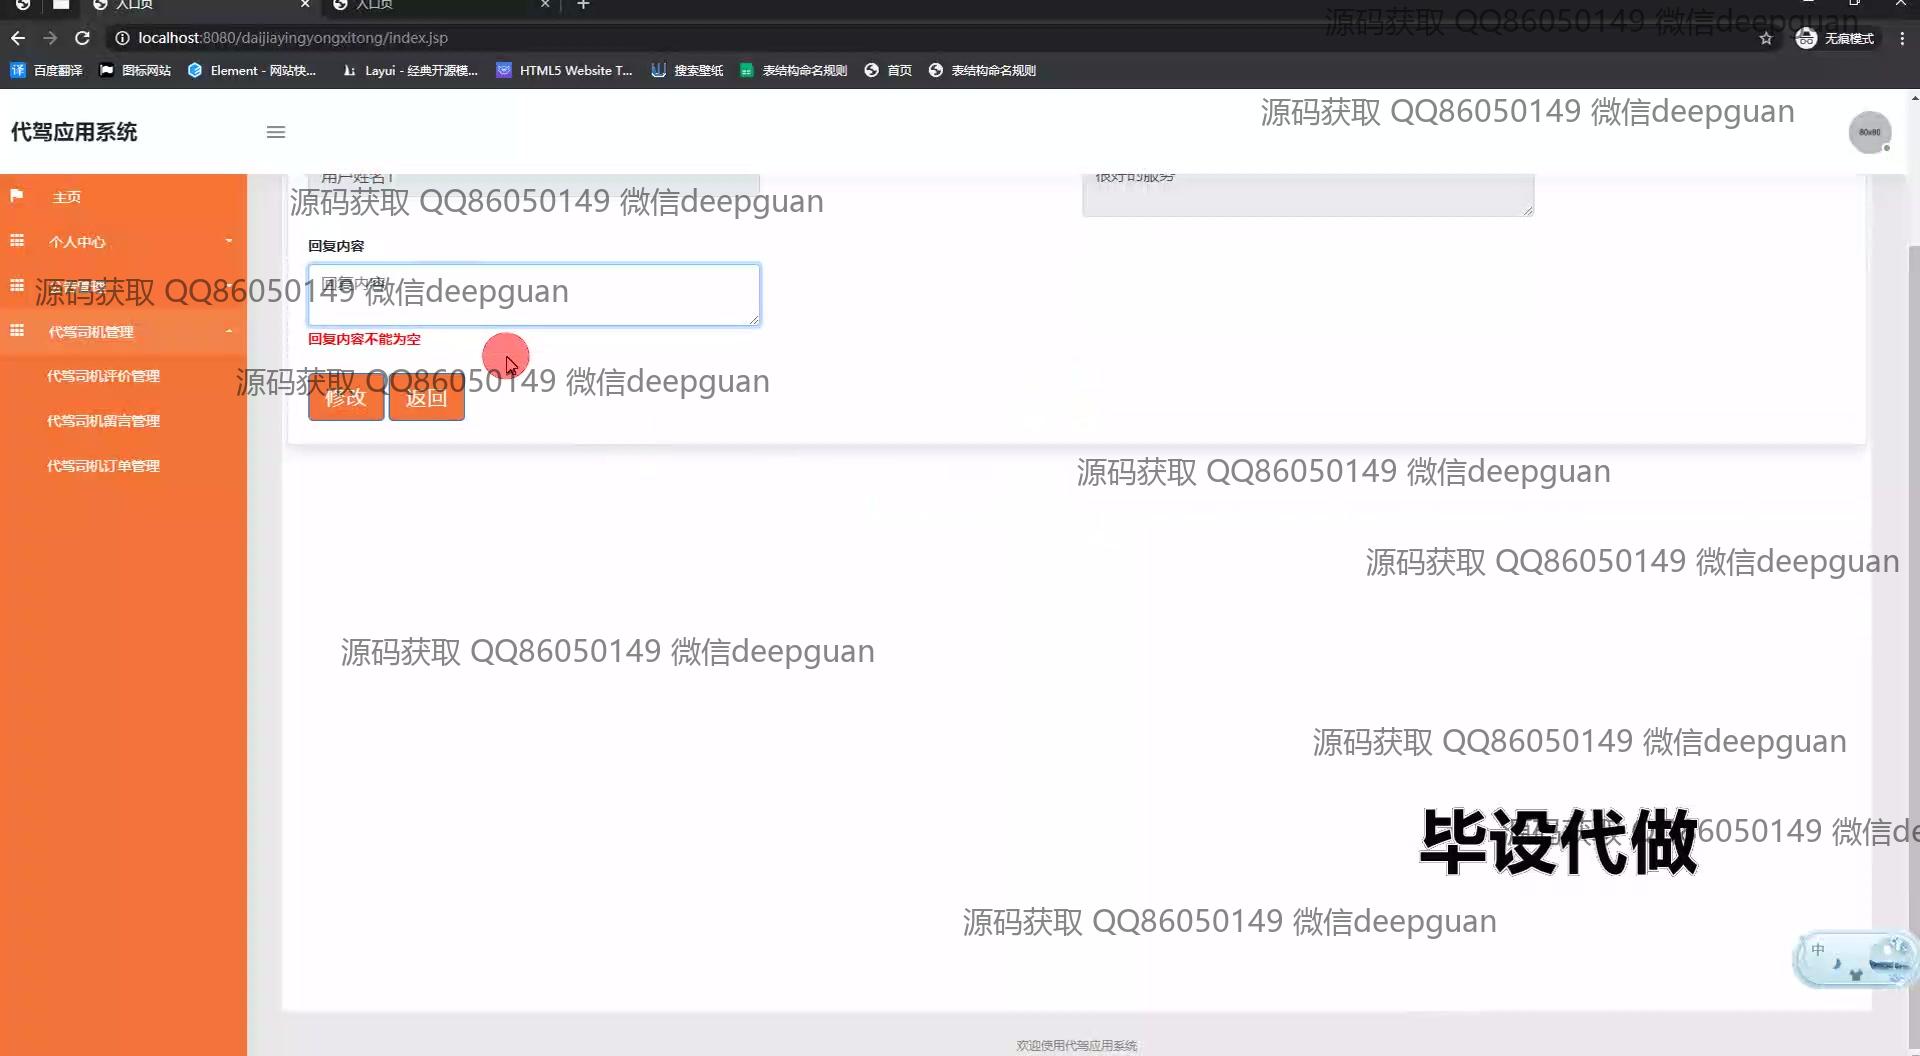 入口页
入口页
localhost:8080/daijiayingyongxitong/index.jsp
源码获取 QQ86050149 微信deepguan
无痕模式
译 百度翻译
图标网站
Element - 网站快...
Layui - 经典开源模...
HTML5 Website T...
搜索壁纸
表结构命名规则
首页
表结构命名规则
代驾应用系统
源码获取 QQ86050149 微信deepguan
80x80
主页
用户姓名1
很好的服务
源码获取 QQ86050149 微信deepguan
个人中心
回复内容
源码获取 QQ86050149 微信deepguan
回复内容
代驾司机管理
回复内容不能为空
代驾司机评价管理
源码获取 QQ86050149 微信deepguan
修改 返回
代驾司机留言管理
代驾司机订单管理
源码获取 QQ86050149 微信deepguan
源码获取 QQ86050149 微信deepguan
源码获取 QQ86050149 微信deepguan
源码获取 QQ86050149 微信deepguan
毕设代做
6050149 微信de
源码获取 QQ86050149 微信deepguan
中
欢迎使用代驾应用系统